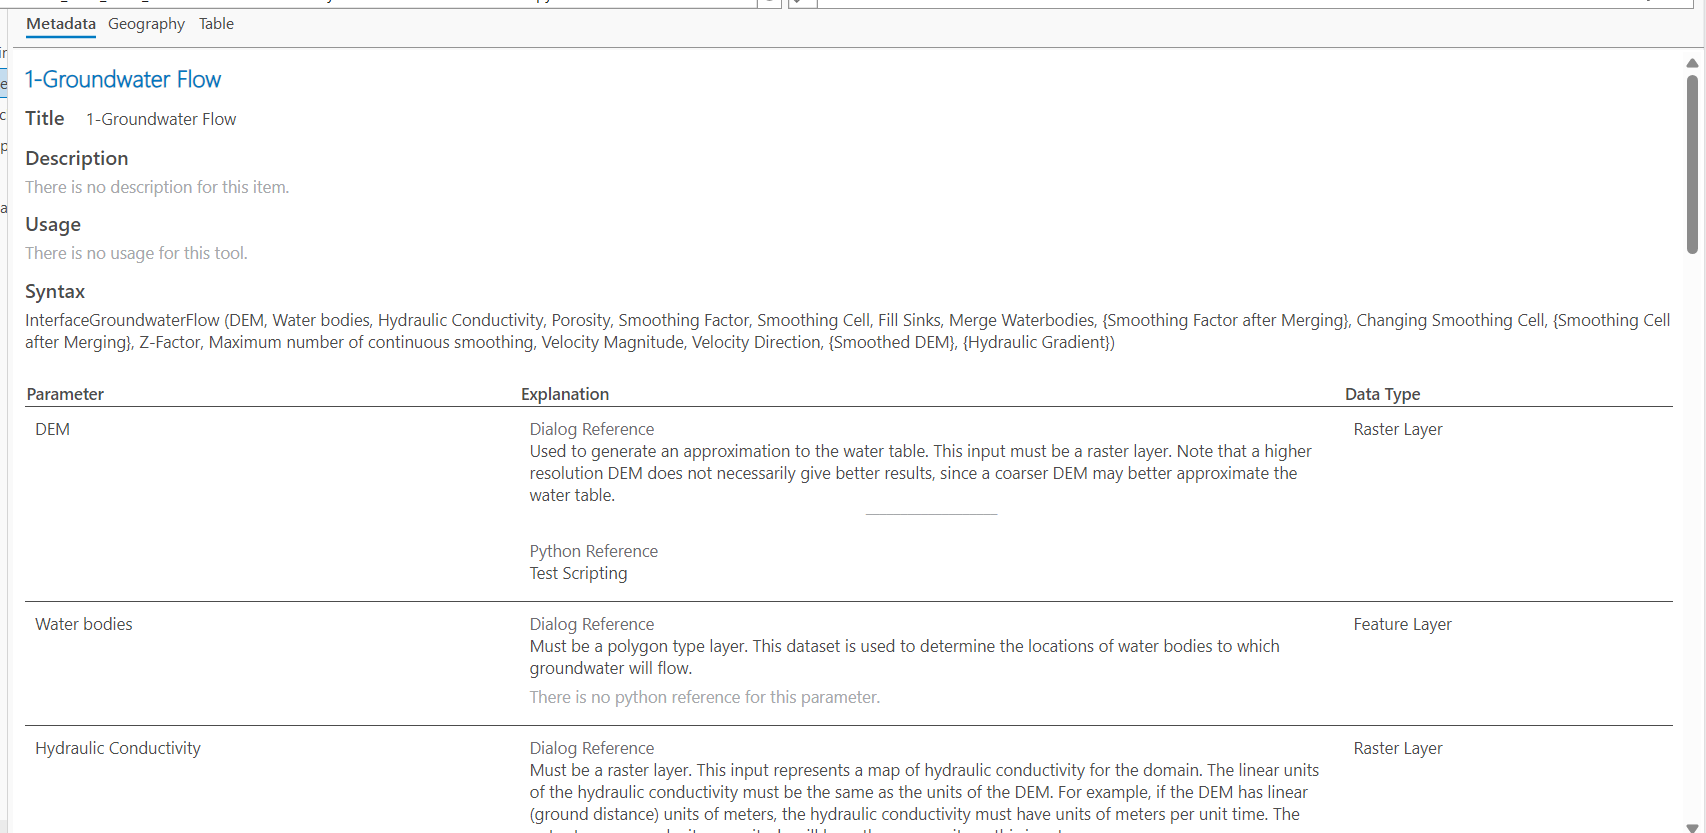 Metadata Geography Table
1-Groundwater Flow
Title 1-Groundwater Flow
Description
There is no description for this item.
Usage
There is no usage for this tool.
Syntax
InterfaceGroundwaterFlow (DEM, Water bodies, Hydraulic Conductivity, Porosity, Smoothing Factor, Smoothing Cell, Fill Sinks, Merge Waterbodies, {Smoothing Factor after Merging}, Changing Smoothing Cell, {Smoothing Cell
after Merging}, Z-Factor, Maximum number of continuous smoothing, Velocity Magnitude, Velocity Direction, {Smoothed DEM}, {Hydraulic Gradient})
Parameter Explanation Data Type
DEM Dialog Reference Raster Layer
Used to generate an approximation to the water table. This input must be a raster layer. Note that a higher
resolution DEM does not necessarily give better results, since a coarser DEM may better approximate the
water table.
Python Reference
Test Scripting
Water bodies Dialog Reference Feature Layer
Must be a polygon type layer. This dataset is used to determine the locations of water bodies to which
groundwater will flow.
There is no python reference for this parameter.
Hydraulic Conductivity Dialog Reference Raster Layer
Must be a raster layer. This input represents a map of hydraulic conductivity for the domain. The linear units
of the hydraulic conductivity must be the same as the units of the DEM. For example, if the DEM has linear
(ground distance) units of meters, the hydraulic conductivity must have units of meters per unit time. The